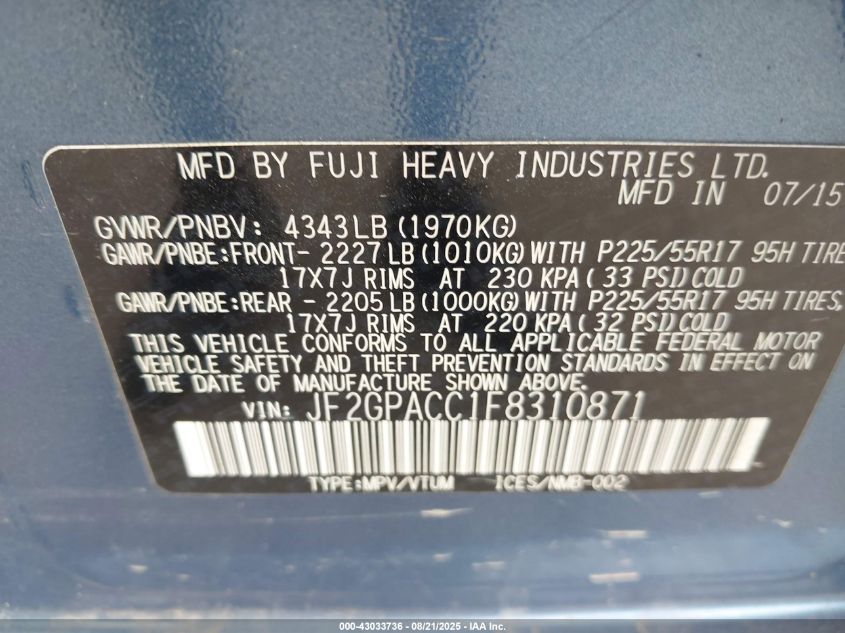 MFD BY FUJI HEAVY INDUSTRIES LTD.
MFD IN 07/15
GVWR/PNBV: 4343LB (1970KG)
GAWR/PNBE:FRONT- 2227LB (1010KG) WITH P225/55R17 95H TIRE
17X7J RIMS AT 230 KPA ( 33 PSI) COLD
GAWR/PNBE:REAR - 2205LB (1000KG) WITH P225/55R17 95H TIRES,
17X7J RIMS AT 220 KPA ( 32 PSI) COLD
THIS VEHICLE CONFORMS TO ALL APPLICABLE FEDERAL MOTOR
VEHICLE SAFETY AND THEFT PREVENTION STANDARDS IN EFFECT ON
THE DATE OF MANUFACTURE SHOWN ABOVE.
VIN: JF2GPACC1F8310871
TYPE:MPV/VTUM ICES/NMB-002
000-43033736 - 08/21/2025 - IAA Inc.